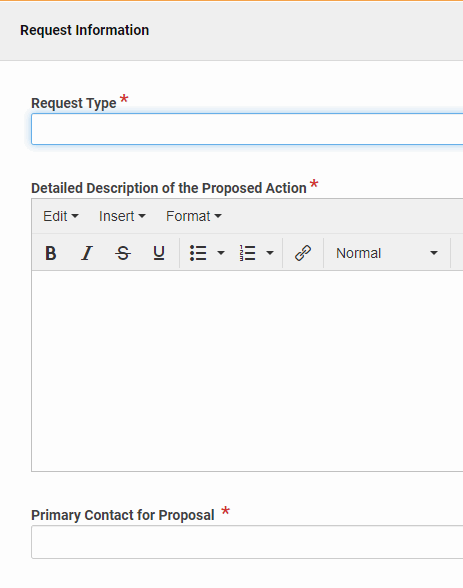 Request Information
Request Type *
Detailed Description of the Proposed Action *
Edit Insert Format
B I S U Normal
Primary Contact for Proposal *